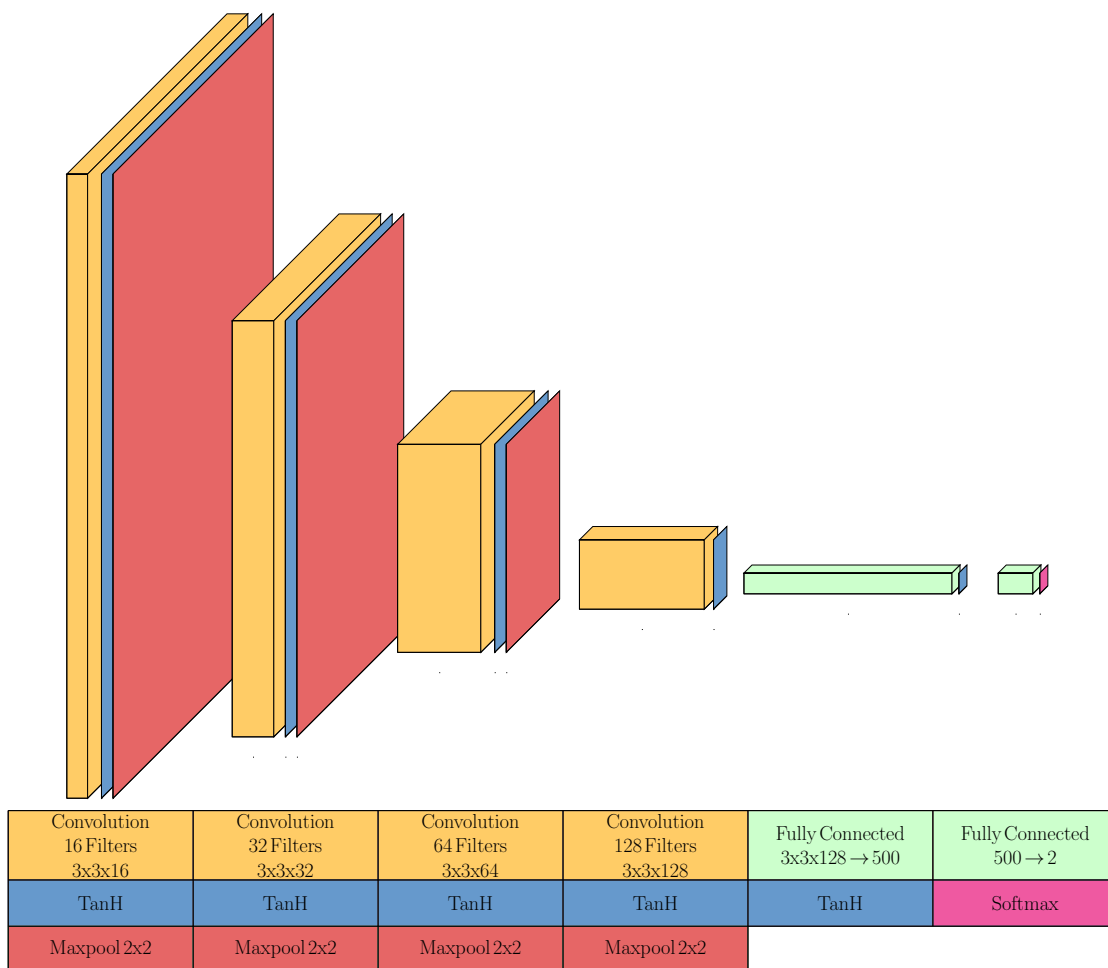 Convolution
16 Filters
3x3x16
Convolution
32 Filters
3x3x32
Convolution
64 Filters
3x3x64
Convolution
128 Filters
3x3x128
Fully Connected
3x3x128 → 500
Fully Connected
500 → 2
TanH
TanH
TanH
TanH
TanH
Softmax
Maxpool 2x2
Maxpool 2x2
Maxpool 2x2
Maxpool 2x2